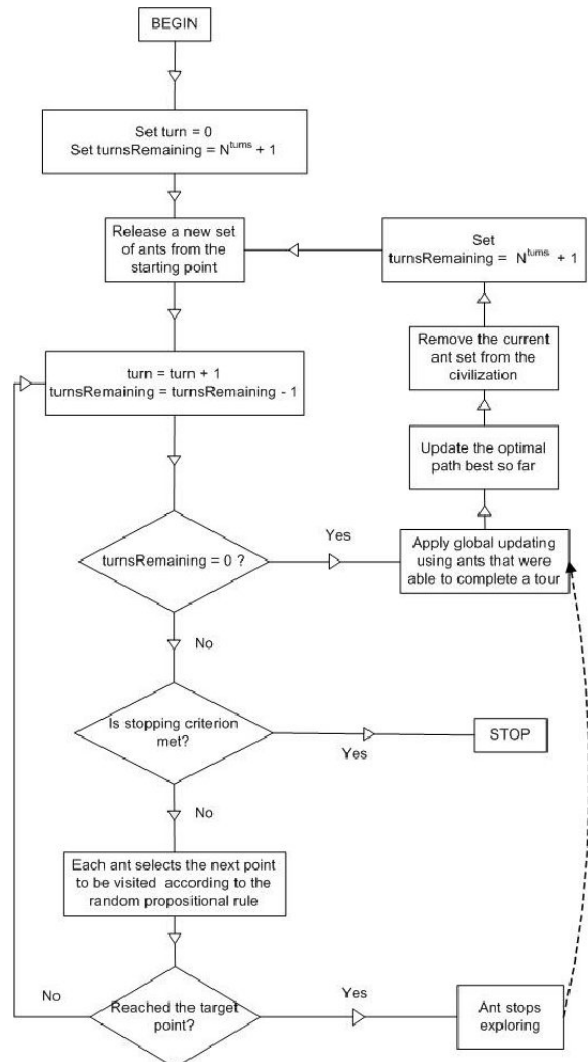 BEGIN
Set turn = 0
Set turnsRemaining = N^turns + 1
Release a new set
of ants from the
starting point
Set
turnsRemaining = N^turns + 1
Remove the current
ant set from the
civilization
turn = turn + 1
turnsRemaining = turnsRemaining - 1
Update the optimal
path best so far
turnsRemaining = 0 ?
Yes
Apply global updating
using ants that were
able to complete a tour
No
Is stopping criterion
met?
Yes
STOP
No
Each ant selects the next point
to be visited according to the
random propositional rule
No
Reached the target
point?
Yes
Ant stops
exploring